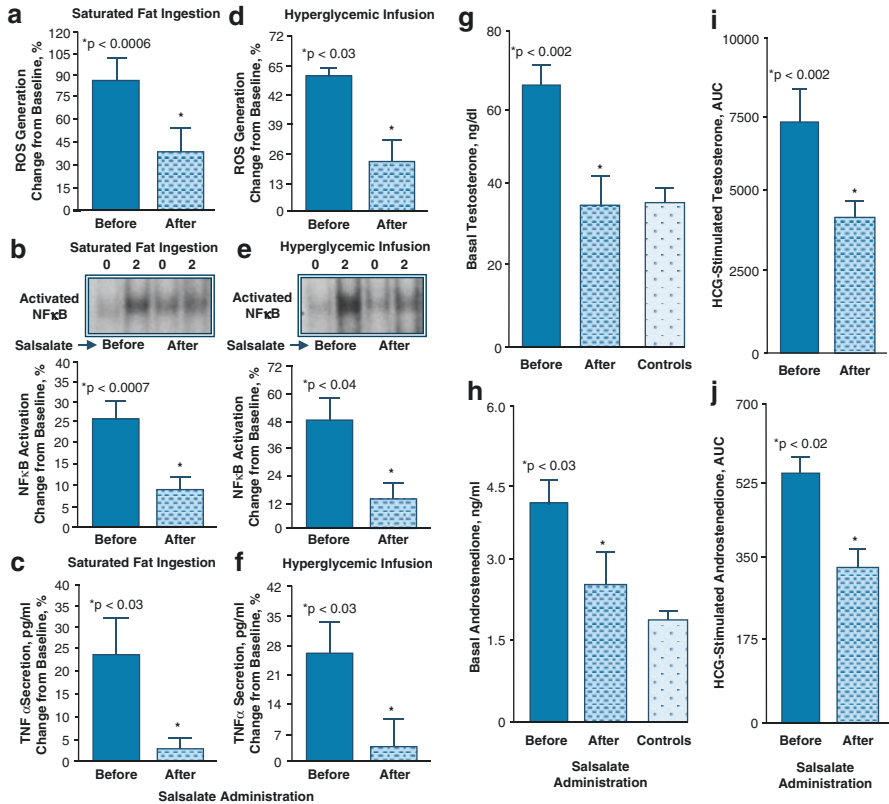 a
Saturated Fat Ingestion
ROS Generation
Change from Baseline, %
120
105
90
75
60
45
30
15
0
*p < 0.0006
*
Before
After
b
Saturated Fat Ingestion
0 2 0 2
Activated
NFκB
Salsalate → Before After
NFκB Activation
Change from Baseline, %
40
35
30
25
20
15
10
5
0
*p < 0.0007
*
Before
After
c
Saturated Fat Ingestion
TNF αSecretion, pg/ml
Change from Baseline, %
40
35
30
25
20
15
10
5
0
*p < 0.03
*
Before
After
d
Hyperglycemic Infusion
ROS Generation
Change from Baseline, %
72
62
52
39
26
13
0
*p < 0.03
*
Before
After
e
Hyperglycemic Infusion
0 2 0 2
Activated
NFκB
Salsalate → Before After
NFκB Activation
Change from Baseline, %
72
60
48
36
24
12
0
*p < 0.04
*
Before
After
f
Hyperglycemic Infusion
TNFα Secretion, pg/ml
Change from Baseline, %
42
35
28
21
14
7
0
*p < 0.03
*
Before
After
Salsalate Administration
g
Basal Testosterone, ng/dl
80
60
40
20
0
*p < 0.002
*
Before
After
Controls
h
Basal Androstenedione, ng/ml
6.0
4.5
3.0
1.5
0
*p < 0.03
*
Before
After
Controls
Salsalate
Administration
i
HCG-Stimulated Testosterone, AUC
10000
7500
5000
2500
0
*p < 0.002
*
Before
After
j
HCG-Stimulated Androstenedione, AUC
700
525
350
175
0
*p < 0.02
*
Before
After
Salsalate
Administration